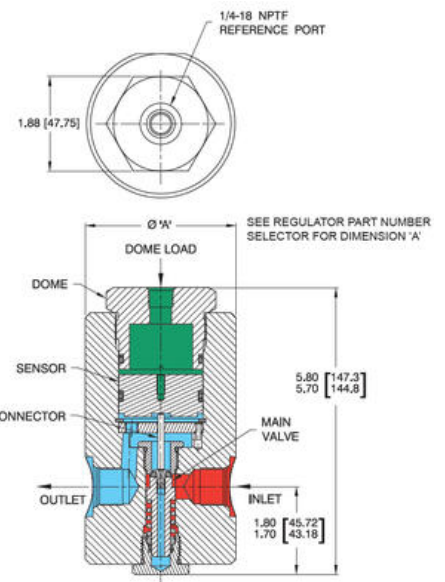 1/4-18 NPTF
REFERENCE PORT
1.88 [47.75]
Ø "A"
SEE REGULATOR PART NUMBER
SELECTOR FOR DIMENSION 'A'
DOME LOAD
DOME
SENSOR
5.80 [147.3]
5.70 [144.8]
ONNECTOR
MAIN
VALVE
OUTLET
INLET
1.80 [45.72]
1.70 [43.18]